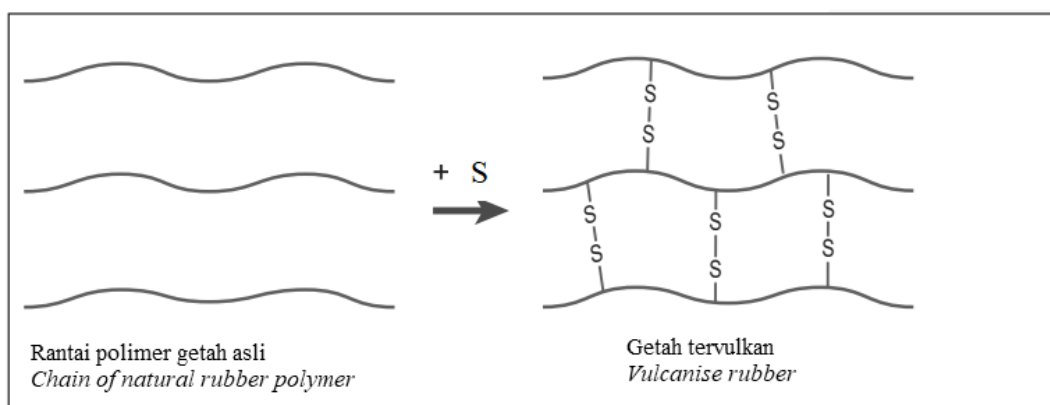 S
S
S
S
+ S
S
S
S
S
S
S
Rantai polimer getah asli
Chain of natural rubber polymer
Getah tervulkan
Vulcanise rubber